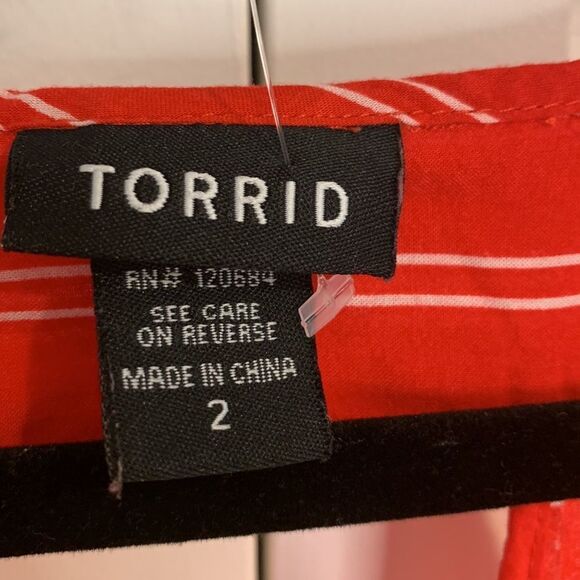 TORRID
RN# 120684
SEE CARE
ON REVERSE
MADE IN CHINA
2